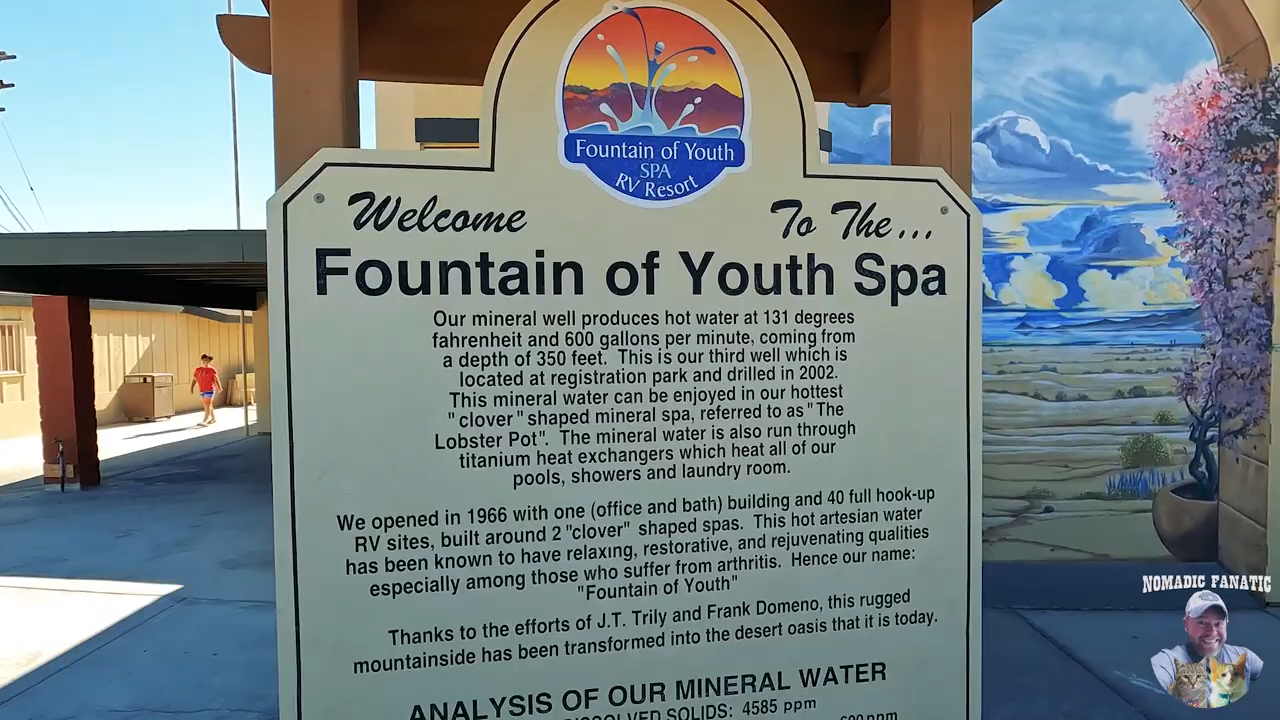 Fountain of Youth
SPA
RV Resort
Welcome To The...
Fountain of Youth Spa
Our mineral well produces hot water at 131 degrees
fahrenheit and 600 gallons per minute, coming from
a depth of 350 feet. This is our third well which is
located at registration park and drilled in 2002.
This mineral water can be enjoyed in our hottest
"clover" shaped mineral spa, referred to as "The
Lobster Pot". The mineral water is also run through
titanium heat exchangers which heat all of our
pools, showers and laundry room.
We opened in 1966 with one (office and bath) building and 40 full hook-up
RV sites, built around 2 "clover" shaped spas. This hot artesian water
has been known to have relaxing, restorative, and rejuvenating qualities
especially among those who suffer from arthritis. Hence our name:
"Fountain of Youth"
Thanks to the efforts of J.T. Trily and Frank Domeno, this rugged
mountainside has been transformed into the desert oasis that it is today.
ANALYSIS OF OUR MINERAL WATER
DISSOLVED SOLIDS: 4585 ppm
600 ppm
NOMADIC FANATIC